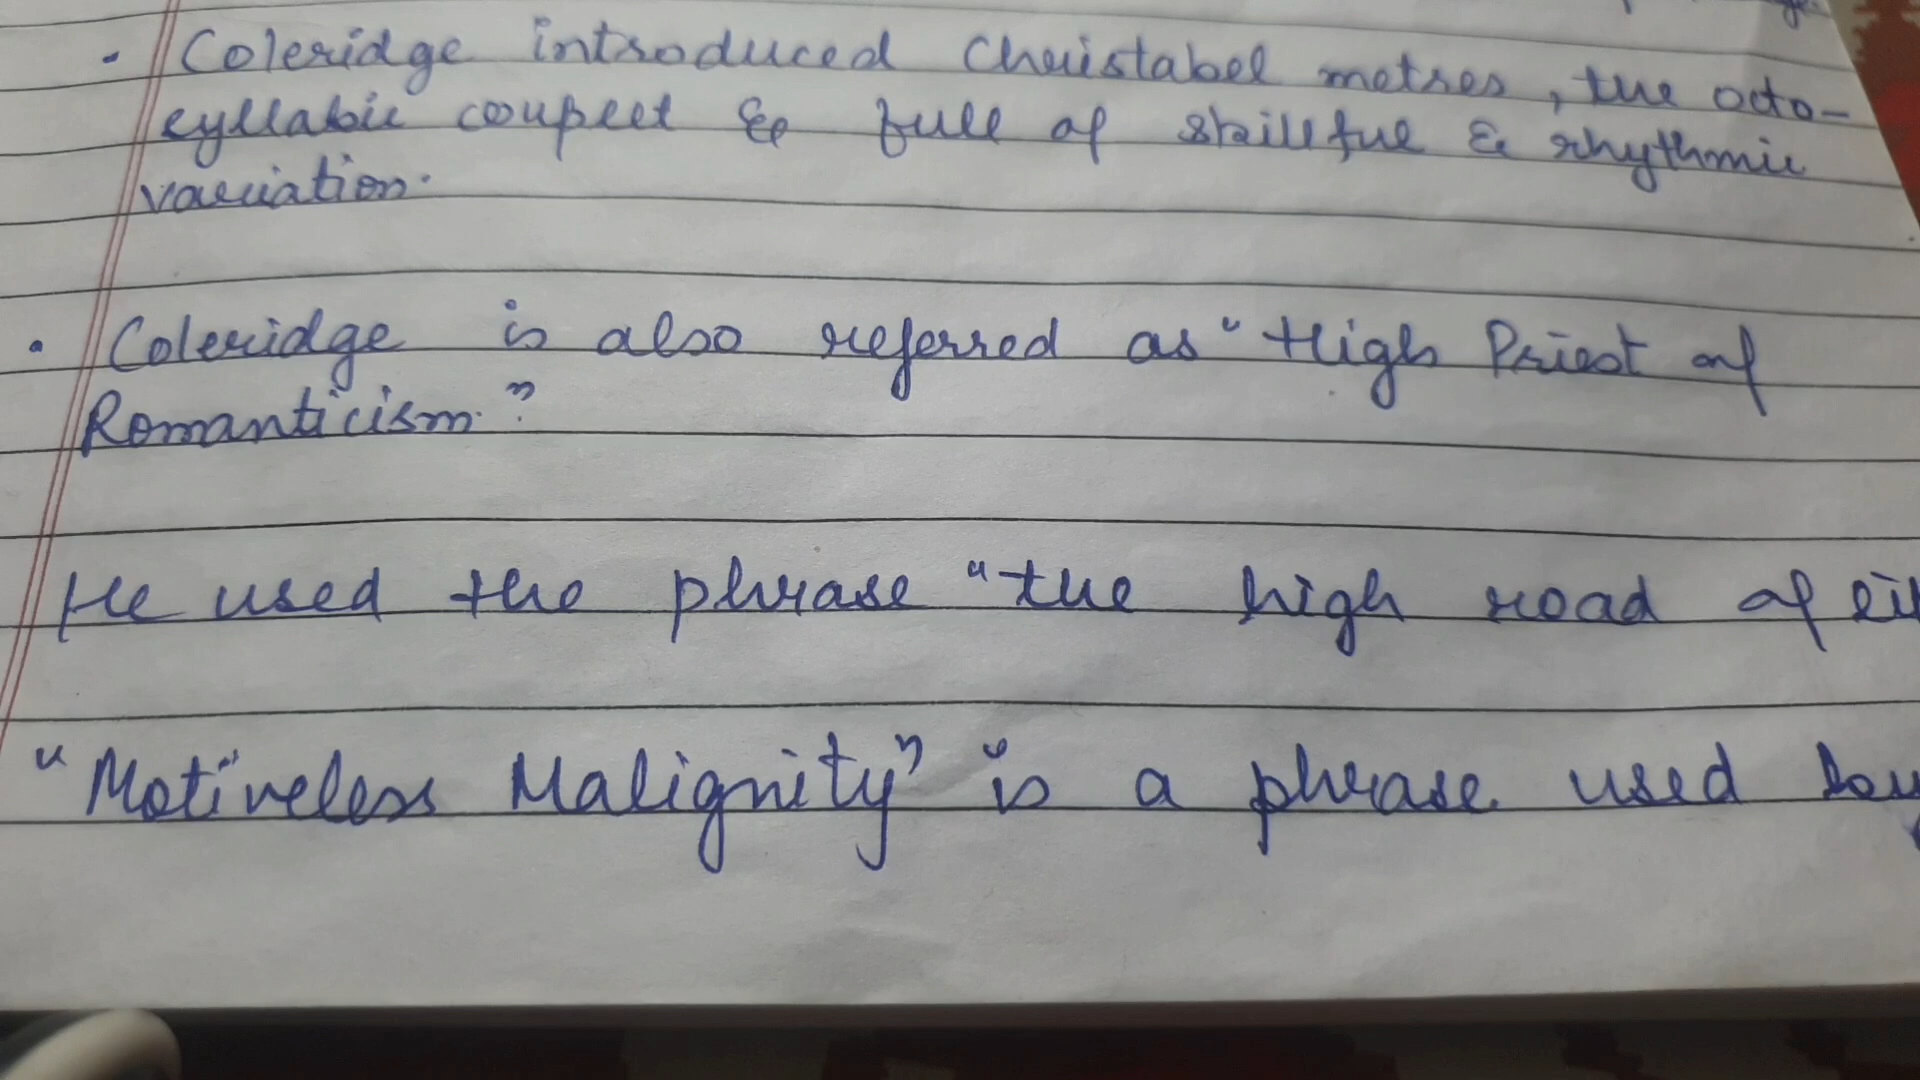 • Coleridge introduced Christabel metres, the octo-
syllabic couplet & full of skillful & rhythmic
variation.
• Coleridge is also referred as "High Priest of
Romanticism."
He used the phrase "the high road of
"Motiveless Malignity" is a phrase used by